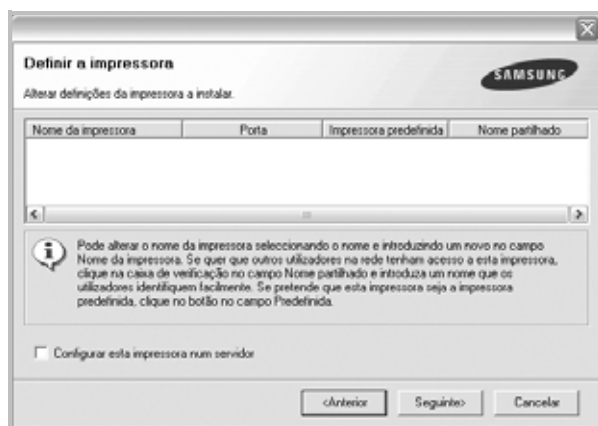 Definir a impressora
SAMSUNG
Alterar definições da impressora a instalar.
Nome da impressora Porta Impressora predefinida Nome partilhado
Pode alterar o nome da impressora seleccionando o nome e introduzindo um novo no campo
Nome da impressora. Se quer que outros utilizadores na rede tenham acesso a esta impressora,
clique na caixa de verificação no campo Nome partilhado e introduza um nome que os
utilizadores identifiquem facilmente. Se pretende que esta impressora seja a impressora
predefinida, clique no botão no campo Predefinida.
Configurar esta impressora num servidor
<Anterior Seguinte> Cancelar